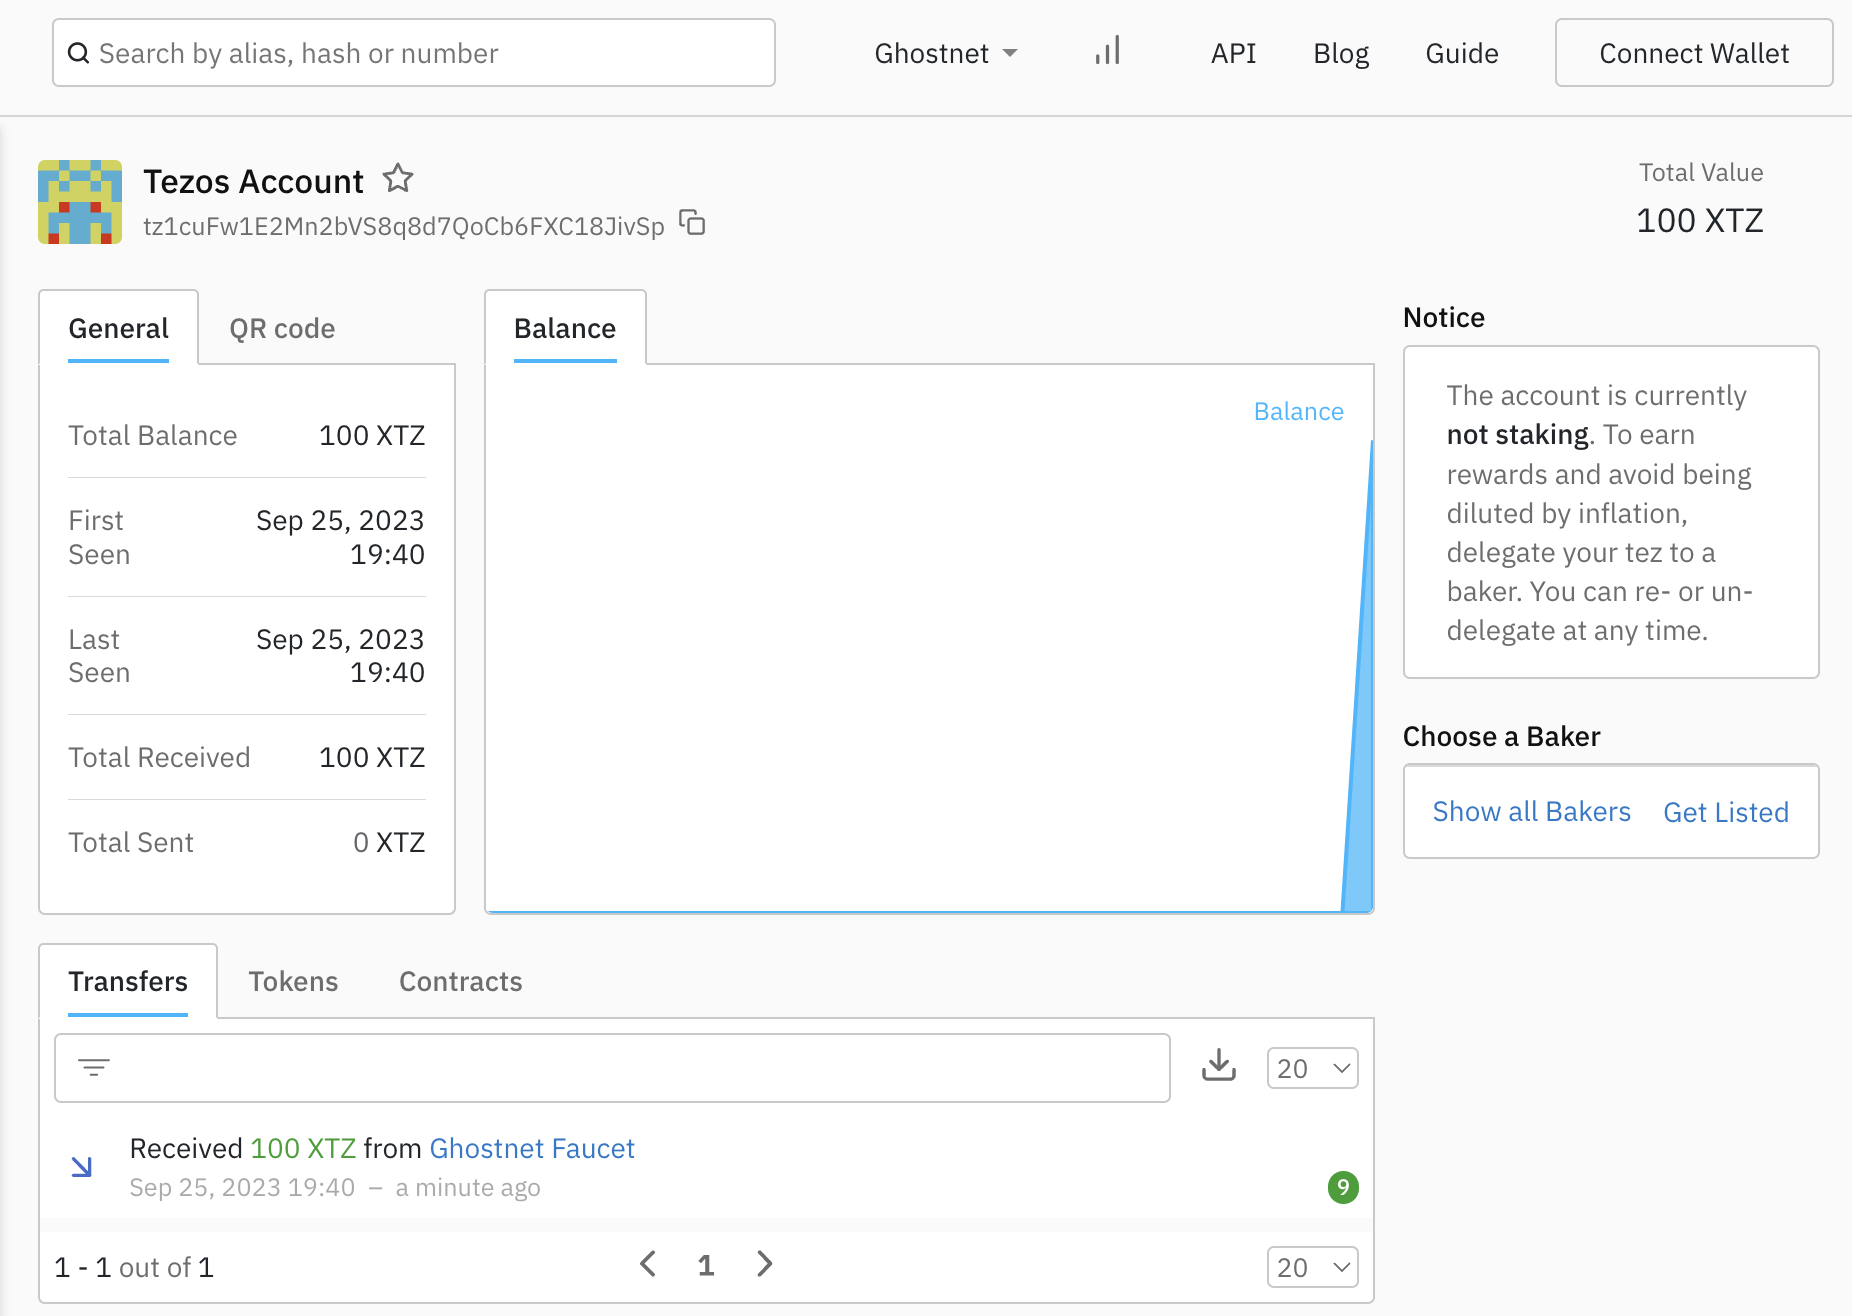 Search by alias, hash or number
Ghostnet
API
Blog
Guide
Connect Wallet
Tezos Account
tz1cuFw1E2Mn2bVS8q8d7QoCb6FXC18JivSp
Total Value
100 XTZ
General
QR code
Total Balance 100 XTZ
First Seen Sep 25, 2023 19:40
Last Seen Sep 25, 2023 19:40
Total Received 100 XTZ
Total Sent 0 XTZ
Balance
Balance
Notice
The account is currently
not staking. To earn
rewards and avoid being
diluted by inflation,
delegate your tez to a
baker. You can re- or un-
delegate at any time.
Choose a Baker
Show all Bakers Get Listed
Transfers
Tokens
Contracts
20
Received 100 XTZ from Ghostnet Faucet
Sep 25, 2023 19:40 – a minute ago
9
1 - 1 out of 1
1
20